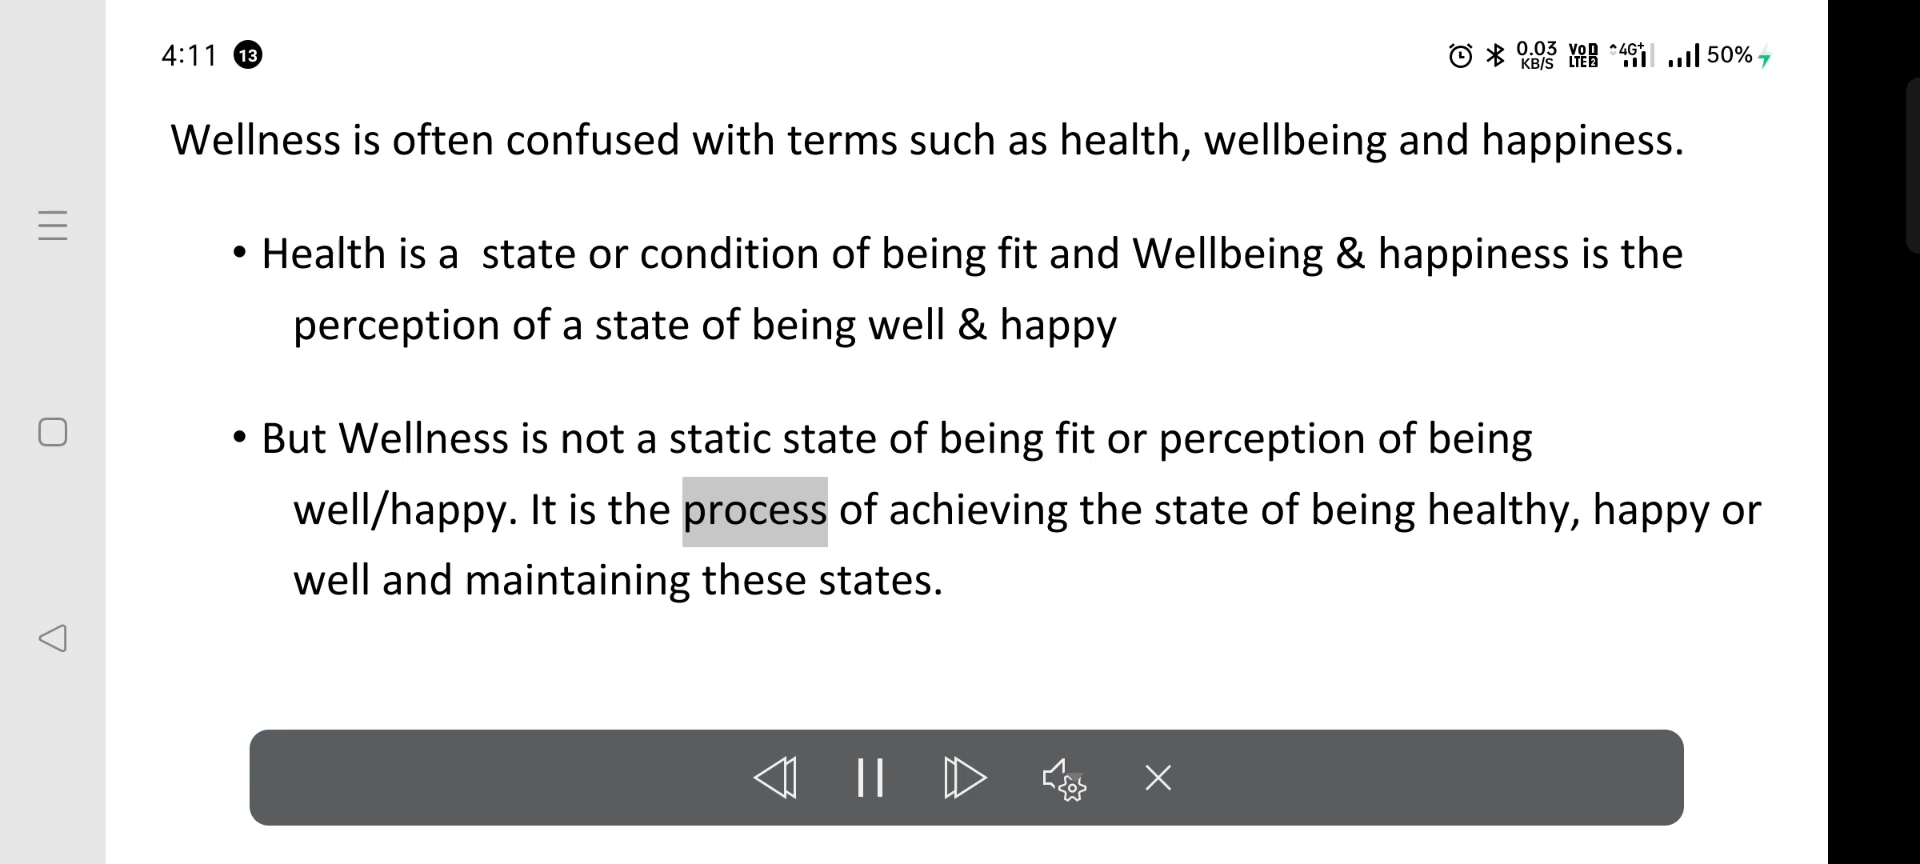 4:11 13 0.03 KB/S VoD LTE2 4G+ 50%
Wellness is often confused with terms such as health, wellbeing and happiness.
• Health is a state or condition of being fit and Wellbeing & happiness is the
perception of a state of being well & happy
• But Wellness is not a static state of being fit or perception of being
well/happy. It is the process of achieving the state of being healthy, happy or
well and maintaining these states.